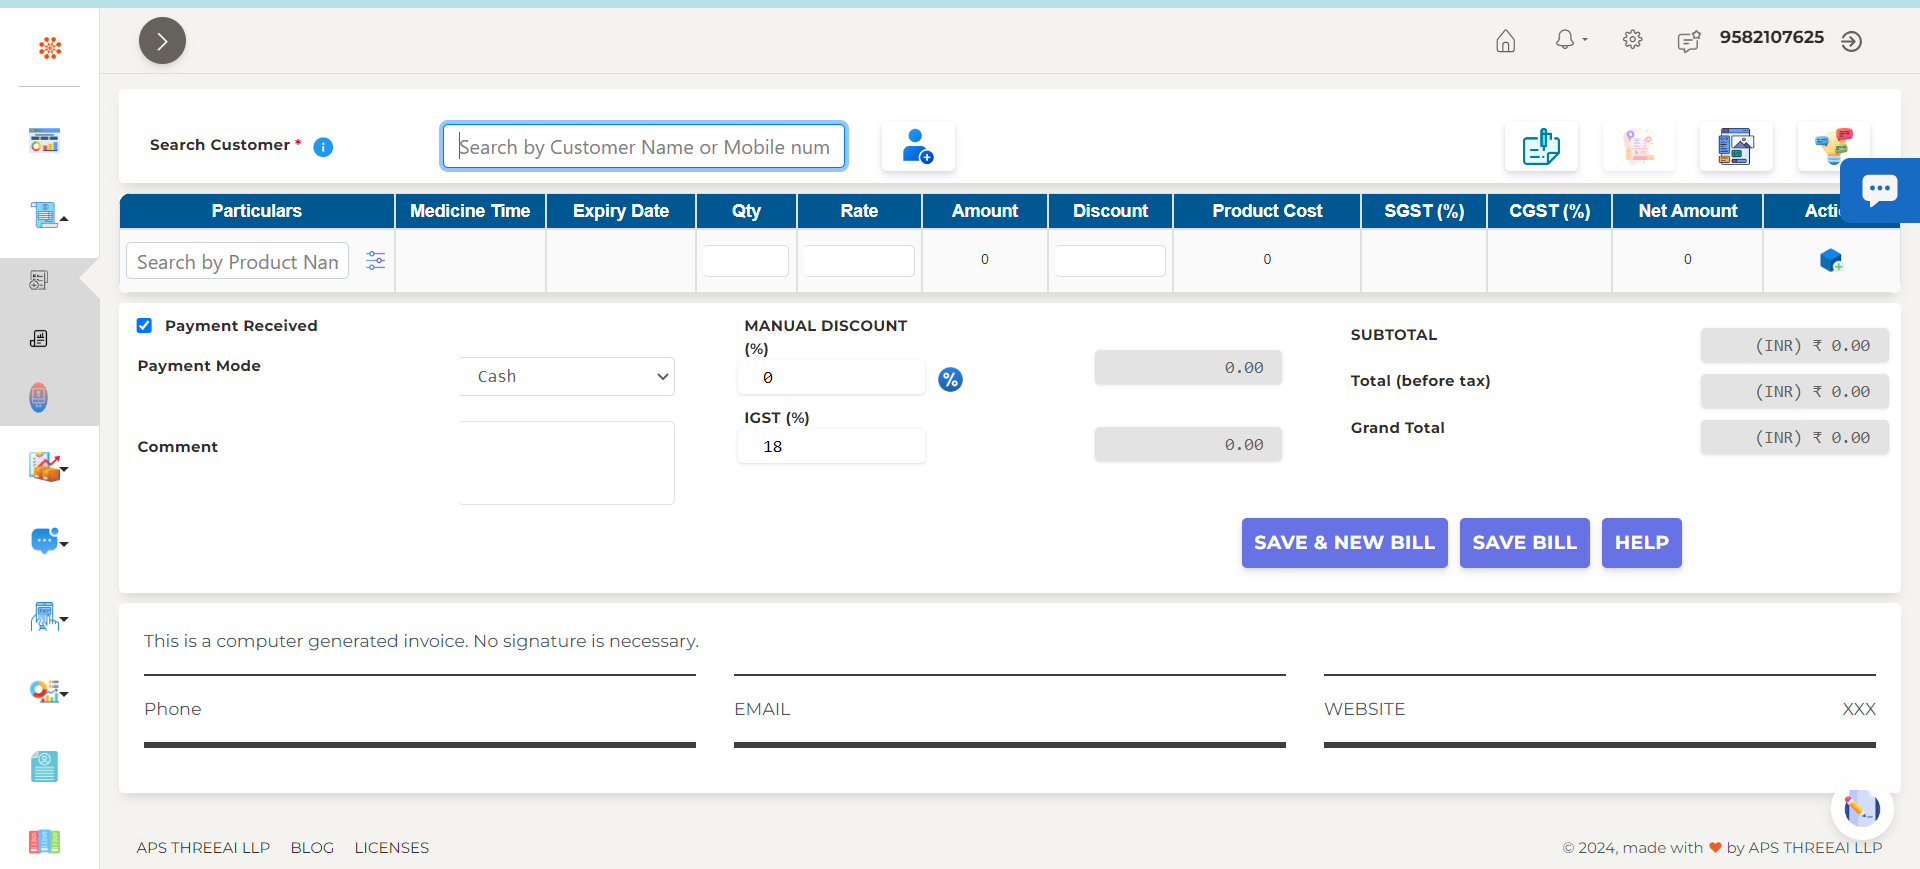 9582107625
Search Customer *
Search by Customer Name or Mobile num
Particulars Medicine Time Expiry Date Qty Rate Amount Discount Product Cost SGST (%) CGST (%) Net Amount Acti
Search by Product Nam 0 0 0
Payment Received
Payment Mode
Cash
Comment
MANUAL DISCOUNT
(%)
0 % 0.00
IGST (%)
18 0.00
SUBTOTAL (INR) ₹ 0.00
Total (before tax) (INR) ₹ 0.00
Grand Total (INR) ₹ 0.00
SAVE & NEW BILL SAVE BILL HELP
This is a computer generated invoice. No signature is necessary.
Phone EMAIL WEBSITE XXX
APS THREEAI LLP BLOG LICENSES
© 2024, made with ❤ by APS THREEAI LLP